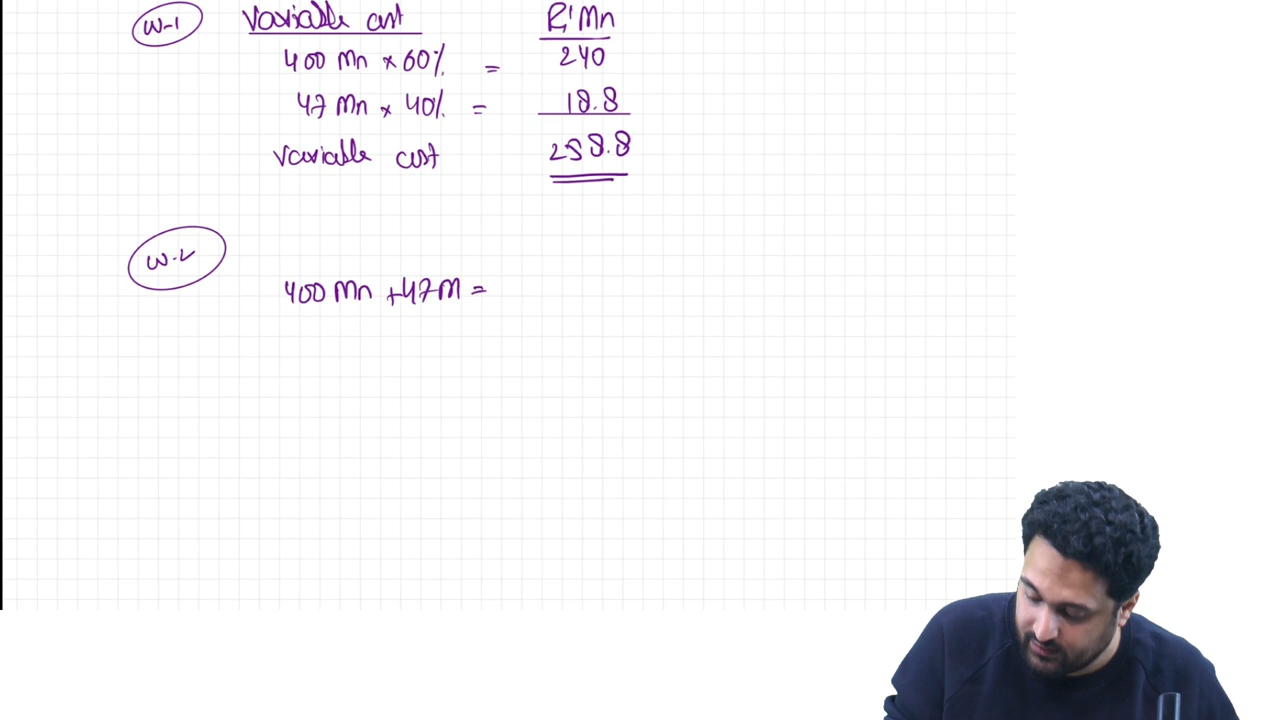 W-1 Variable cost R'Mn
400 Mn × 60% = 240
47 Mn × 40% = 18.8
Variable cost 258.8
W-2
400 Mn + 47 M =